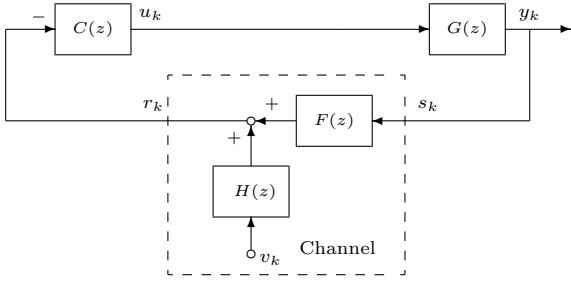 − C(z) u_k G(z) y_k
r_k + F(z) s_k
+
H(z)
v_k Channel